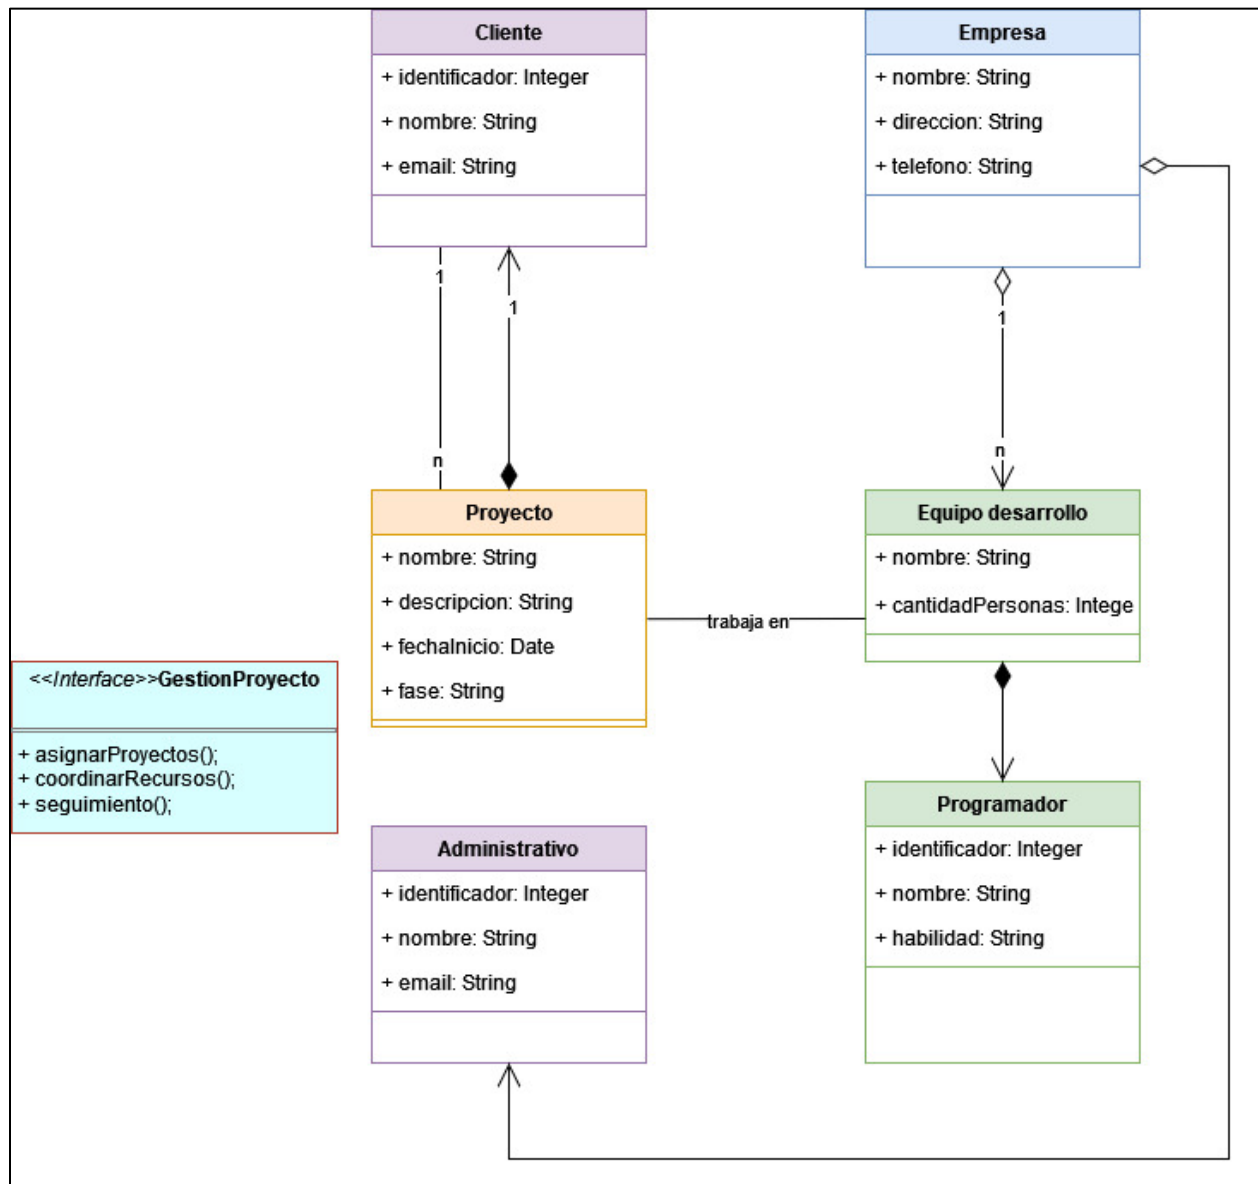 Cliente
+ identificador: Integer
+ nombre: String
+ email: String
Empresa
+ nombre: String
+ direccion: String
+ telefono: String
1
1
1
n
n
Proyecto
+ nombre: String
+ descripcion: String
+ fechaInicio: Date
+ fase: String
trabaja en
Equipo desarrollo
+ nombre: String
+ cantidadPersonas: Intege
<<Interface>>GestionProyecto
+ asignarProyectos();
+ coordinarRecursos();
+ seguimiento();
Administrativo
+ identificador: Integer
+ nombre: String
+ email: String
Programador
+ identificador: Integer
+ nombre: String
+ habilidad: String